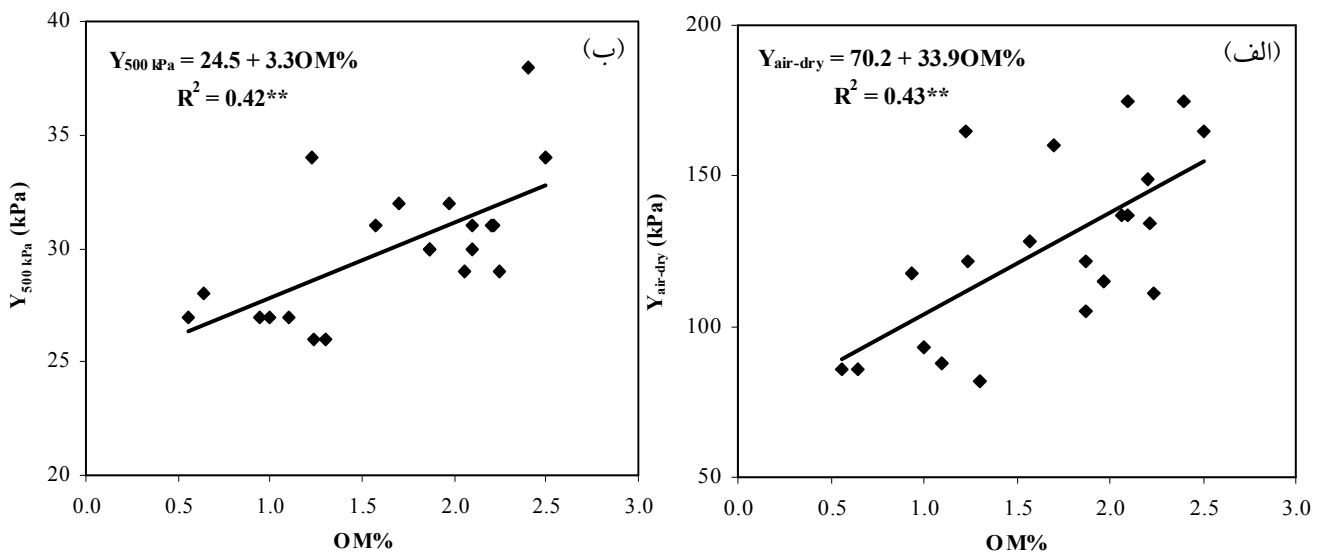 (ب)
Y500 kPa = 24.5 + 3.3OM%
R2 = 0.42**
Y500 kPa (kPa)
40
35
30
25
20
0.0 0.5 1.0 1.5 2.0 2.5 3.0
OM%
(الف)
Yair-dry = 70.2 + 33.9OM%
R2 = 0.43**
Yair-dry (kPa)
200
150
100
50
0.0 0.5 1.0 1.5 2.0 2.5 3.0
OM%